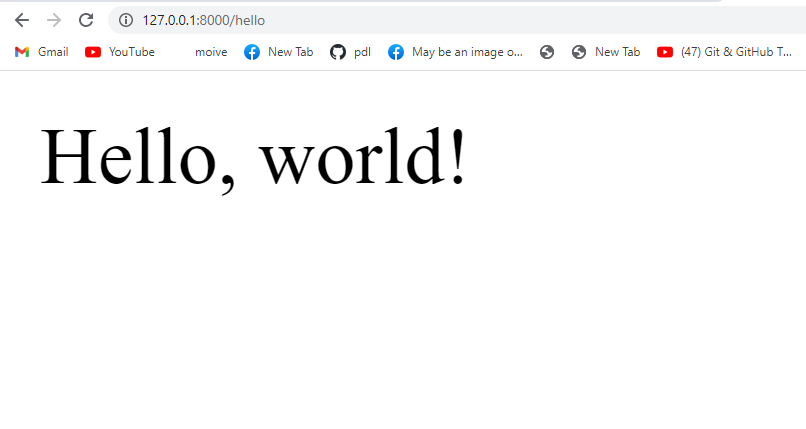 127.0.0.1:8000/hello
Gmail YouTube moive New Tab pdl May be an image o... New Tab (47) Git & GitHub T...
Hello, world!